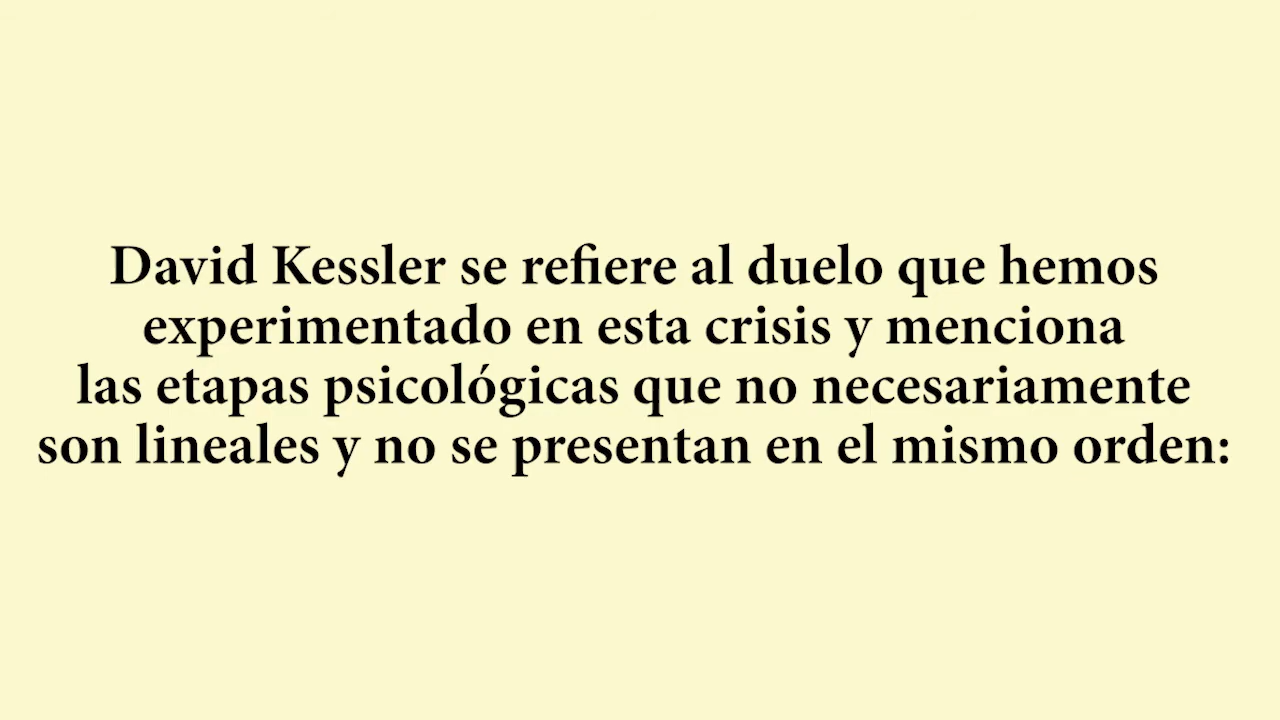 David Kessler se refiere al duelo que hemos
experimentado en esta crisis y menciona
las etapas psicológicas que no necesariamente
son lineales y no se presentan en el mismo orden: